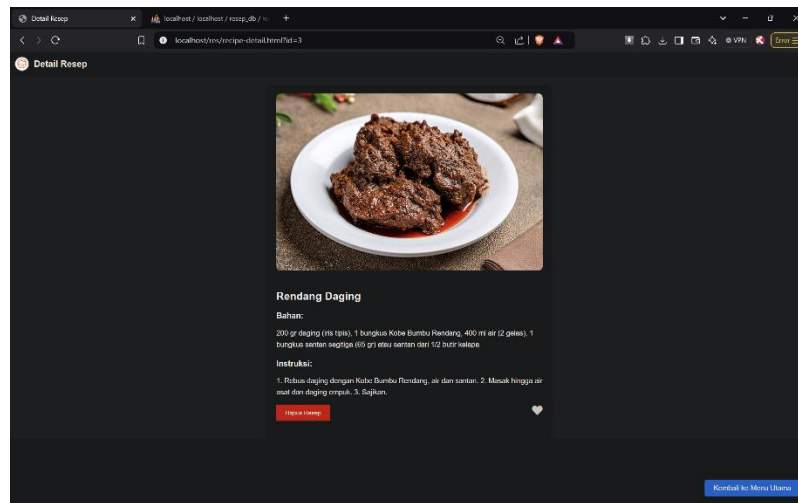 Detail Resep
localhost / localhost / resep_db / re
localhost/res/recipe-detail.html?id=3
VPN
Error
Detail Resep
Rendang Daging
Bahan:
200 gr daging (iris tipis), 1 bungkus Kobe Bumbu Rendang, 400 ml air (2 gelas), 1
bungkus santan segitiga (65 gr) atau santan dari 1/2 butir kelapa
Instruksi:
1. Rebus daging dengan Kobe Bumbu Rendang, air dan santan. 2. Masak hingga air
asat dan daging empuk. 3. Sajikan.
Hapus Resep
Kembali ke Menu Utama